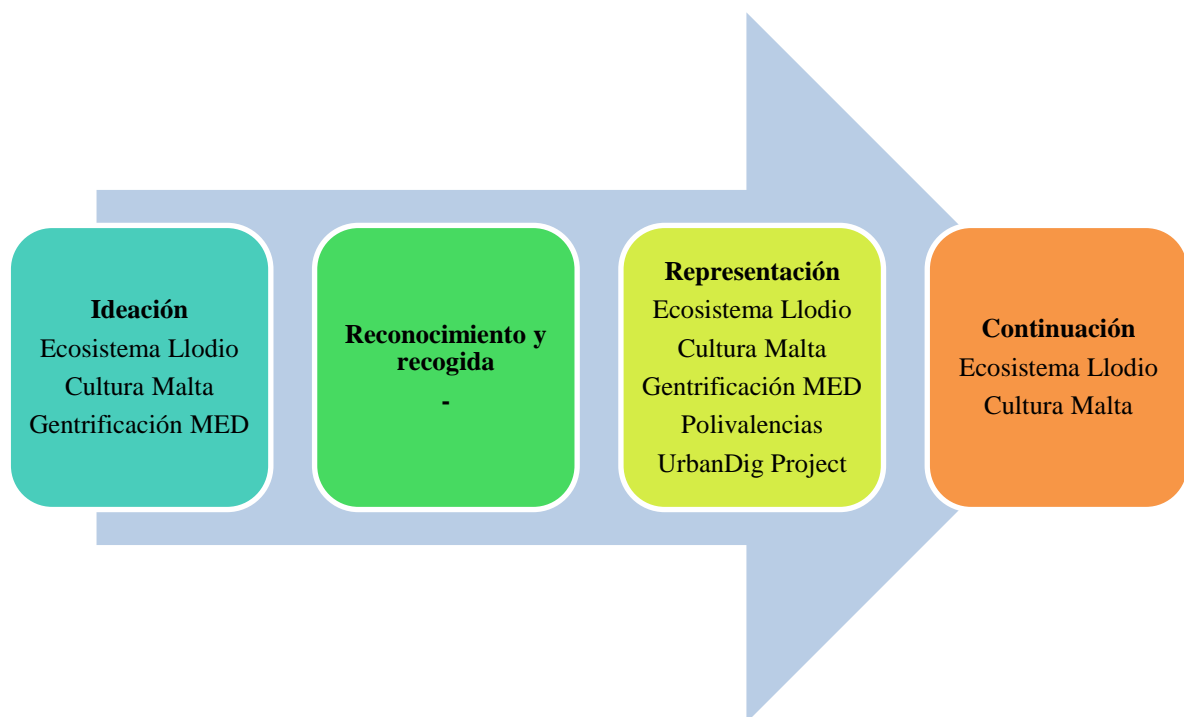 Ideación
Ecosistema Llodio
Cultura Malta
Gentrificación MED
Reconocimiento y
recogida
-
Representación
Ecosistema Llodio
Cultura Malta
Gentrificación MED
Polivalencias
UrbanDig Project
Continuación
Ecosistema Llodio
Cultura Malta